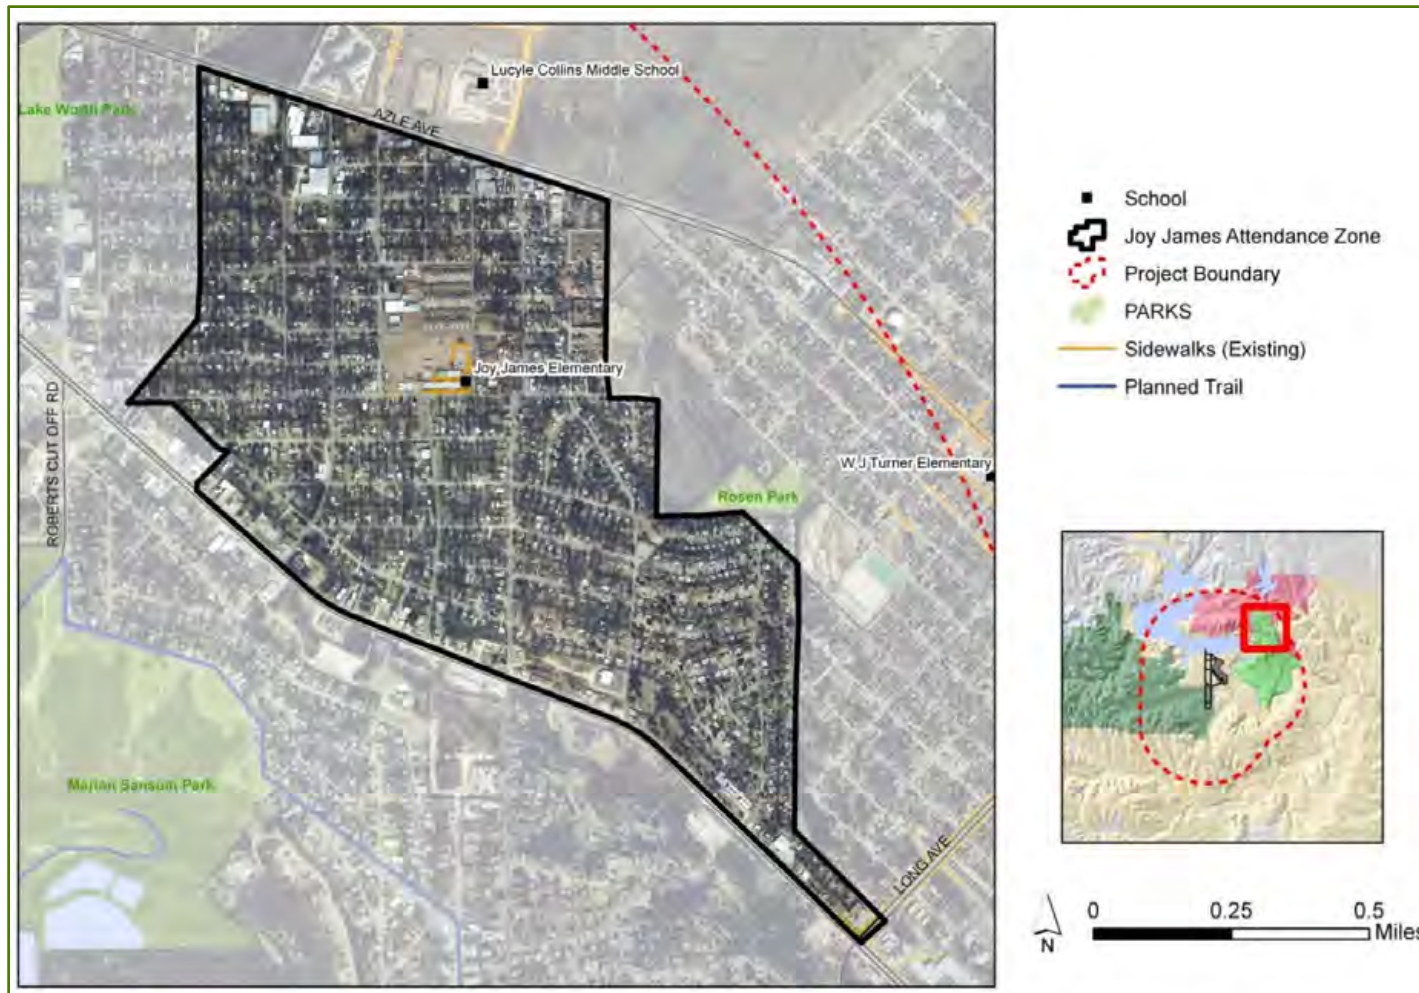 Lucyle Collins Middle School
Lake Worth Park
AZLE AVE
Joy James Elementary
ROBERTS CUT OFF RD
W J Turner Elementary
Rosen Park
Marian Sansum Park
LONG AVE
School
Joy James Attendance Zone
Project Boundary
PARKS
Sidewalks (Existing)
Planned Trail
0 0.25 0.5
Miles
N